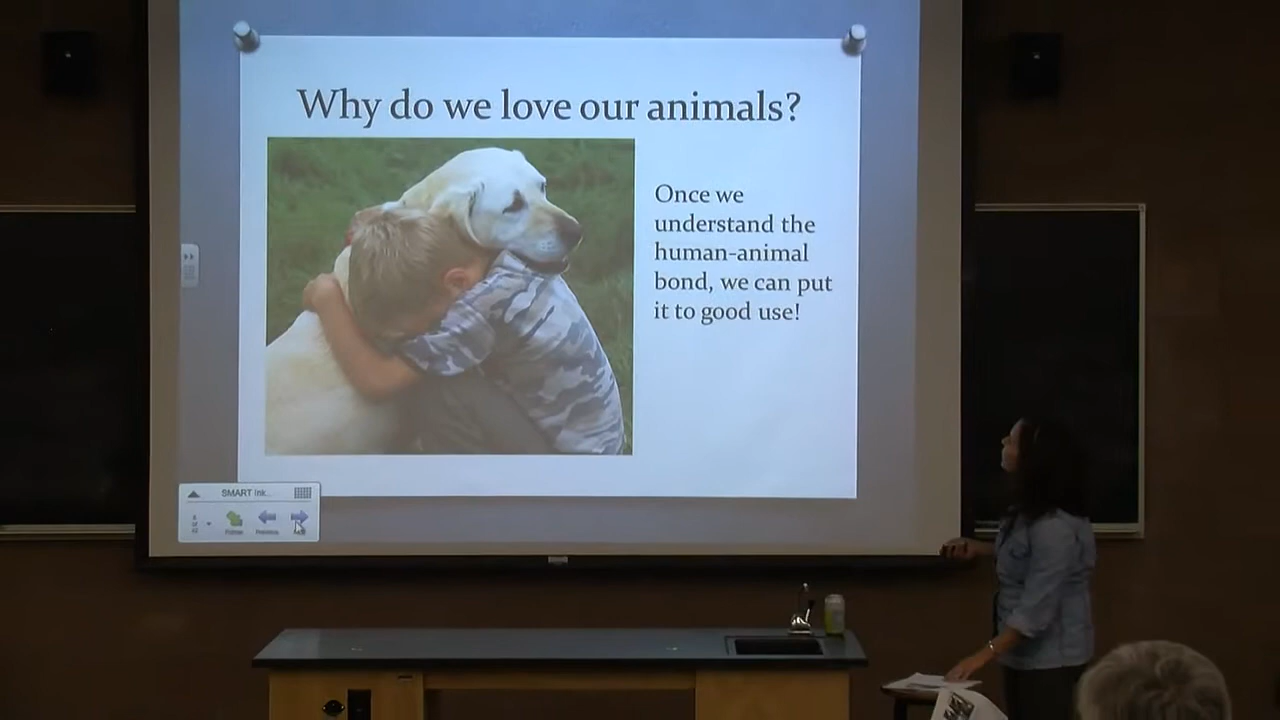 Why do we love our animals?
Once we
understand the
human-animal
bond, we can put
it to good use!
SMART Ink...
Pointer Previous